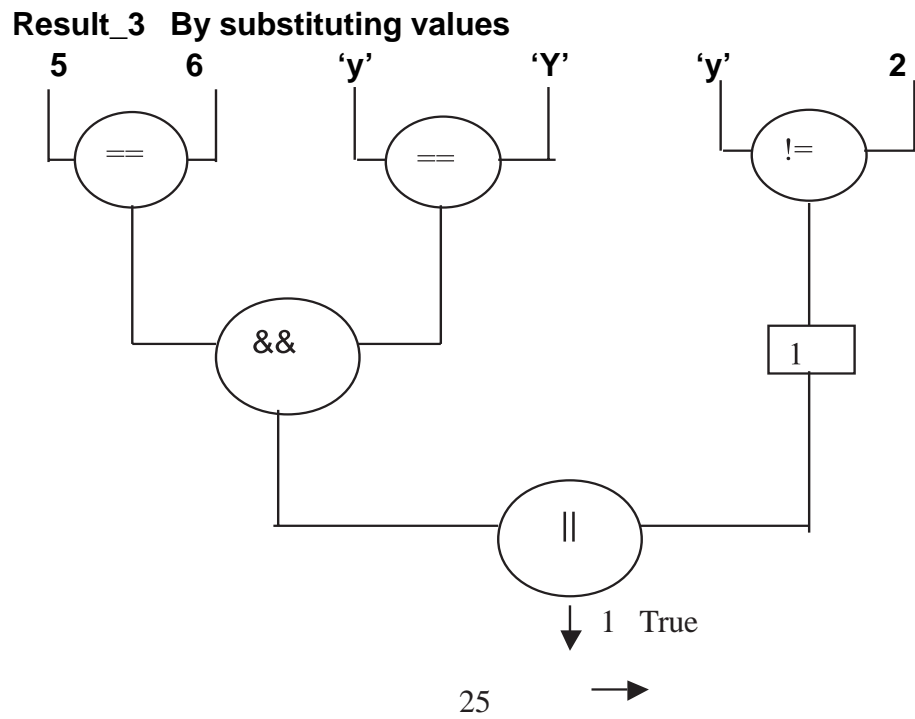 Result_3 By substituting values
5 6 ‘y’ ‘Y’ ‘y’ 2
== == !=
&&
1
||
1 True
25